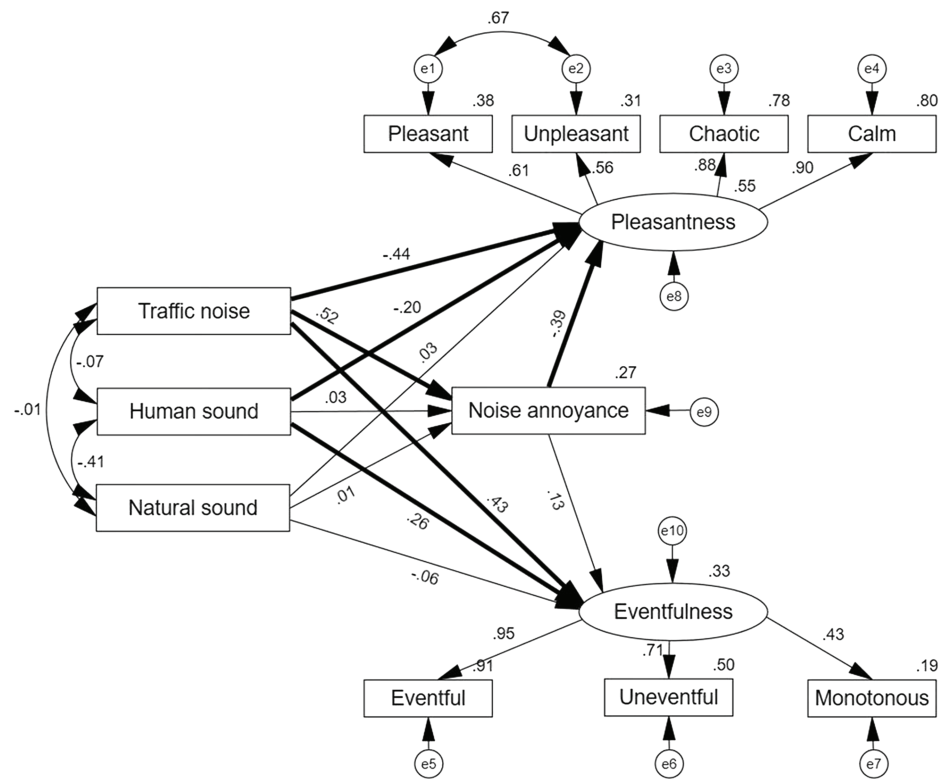 .67
e1
e2
e3
e4
.38
.31
.78
.80
Pleasant
Unpleasant
Chaotic
Calm
.61
.56
.88
.90
.55
Pleasantness
e8
-.44
-.20
.52
.03
-.39
Traffic noise
-.07
-.01
Human sound
.03
.27
Noise annoyance
e9
-.41
Natural sound
.01
.43
.26
.13
-.06
e10
.33
Eventfulness
.95
.71
.43
.91
.50
.19
Eventful
Uneventful
Monotonous
e5
e6
e7